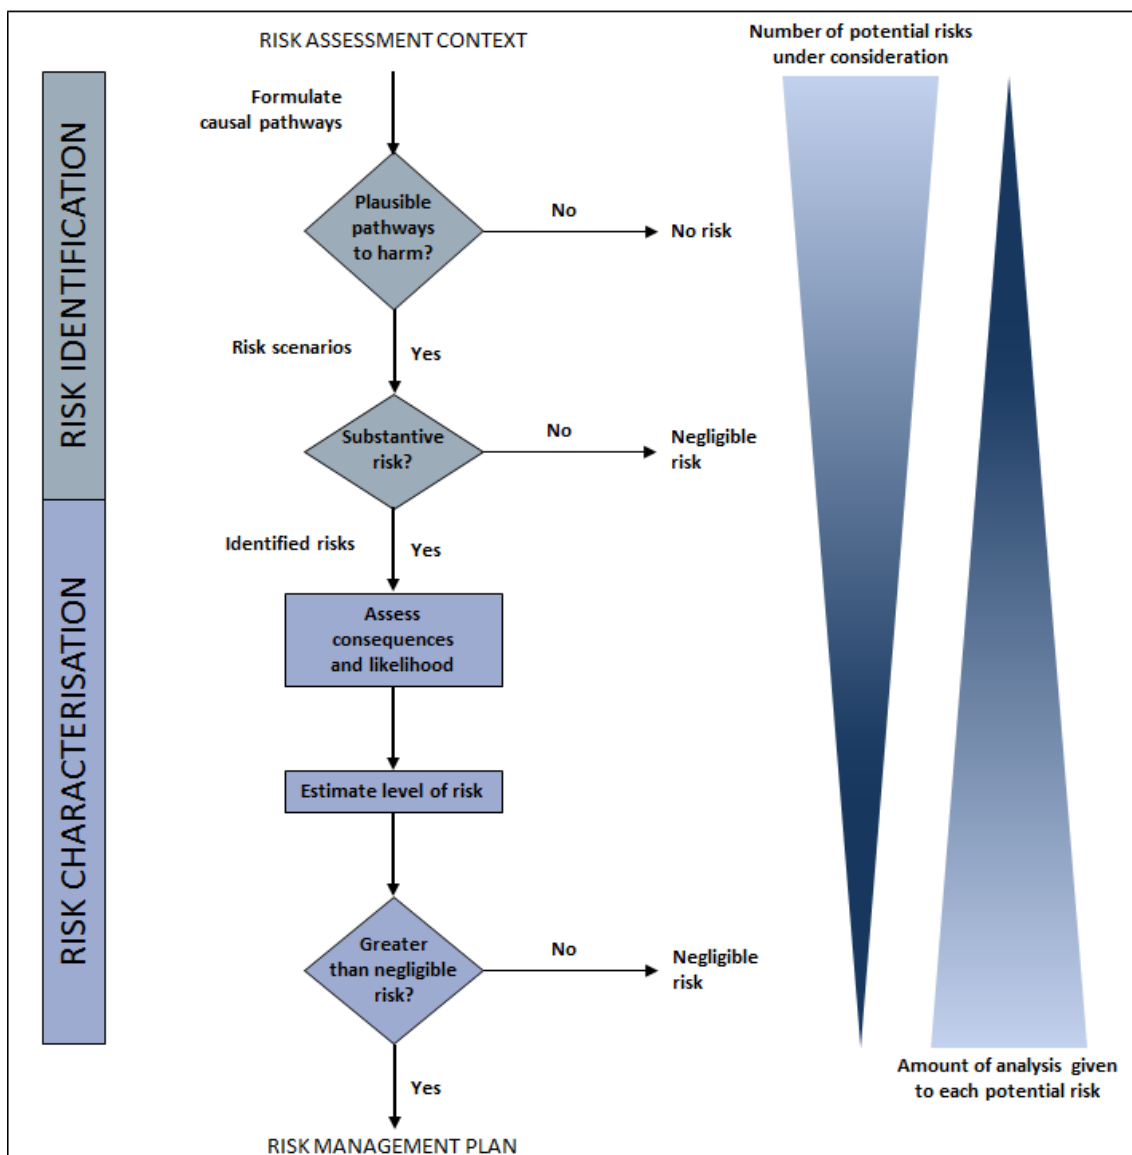 RISK ASSESSMENT CONTEXT
Number of potential risks
under consideration
RISK IDENTIFICATION
Formulate
causal pathways
Plausible
pathways
to harm?
No
No risk
Risk scenarios
Yes
Substantive
risk?
No
Negligible
risk
RISK CHARACTERISATION
Identified risks
Yes
Assess
consequences
and likelihood
Estimate level of risk
Greater
than negligible
risk?
No
Negligible
risk
Yes
Amount of analysis given
to each potential risk
RISK MANAGEMENT PLAN